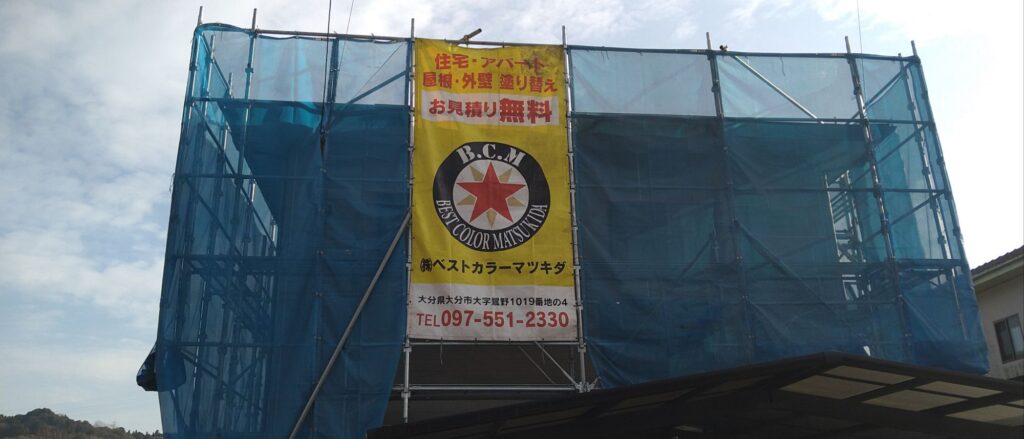 住宅・アパート
屋根・外壁 塗り替え
お見積り無料
B.C.M
BEST COLOR MATSUKIDA
㈱ベストカラーマツキダ
大分県大分市大字鴛野1019番地の4
TEL097-551-2330